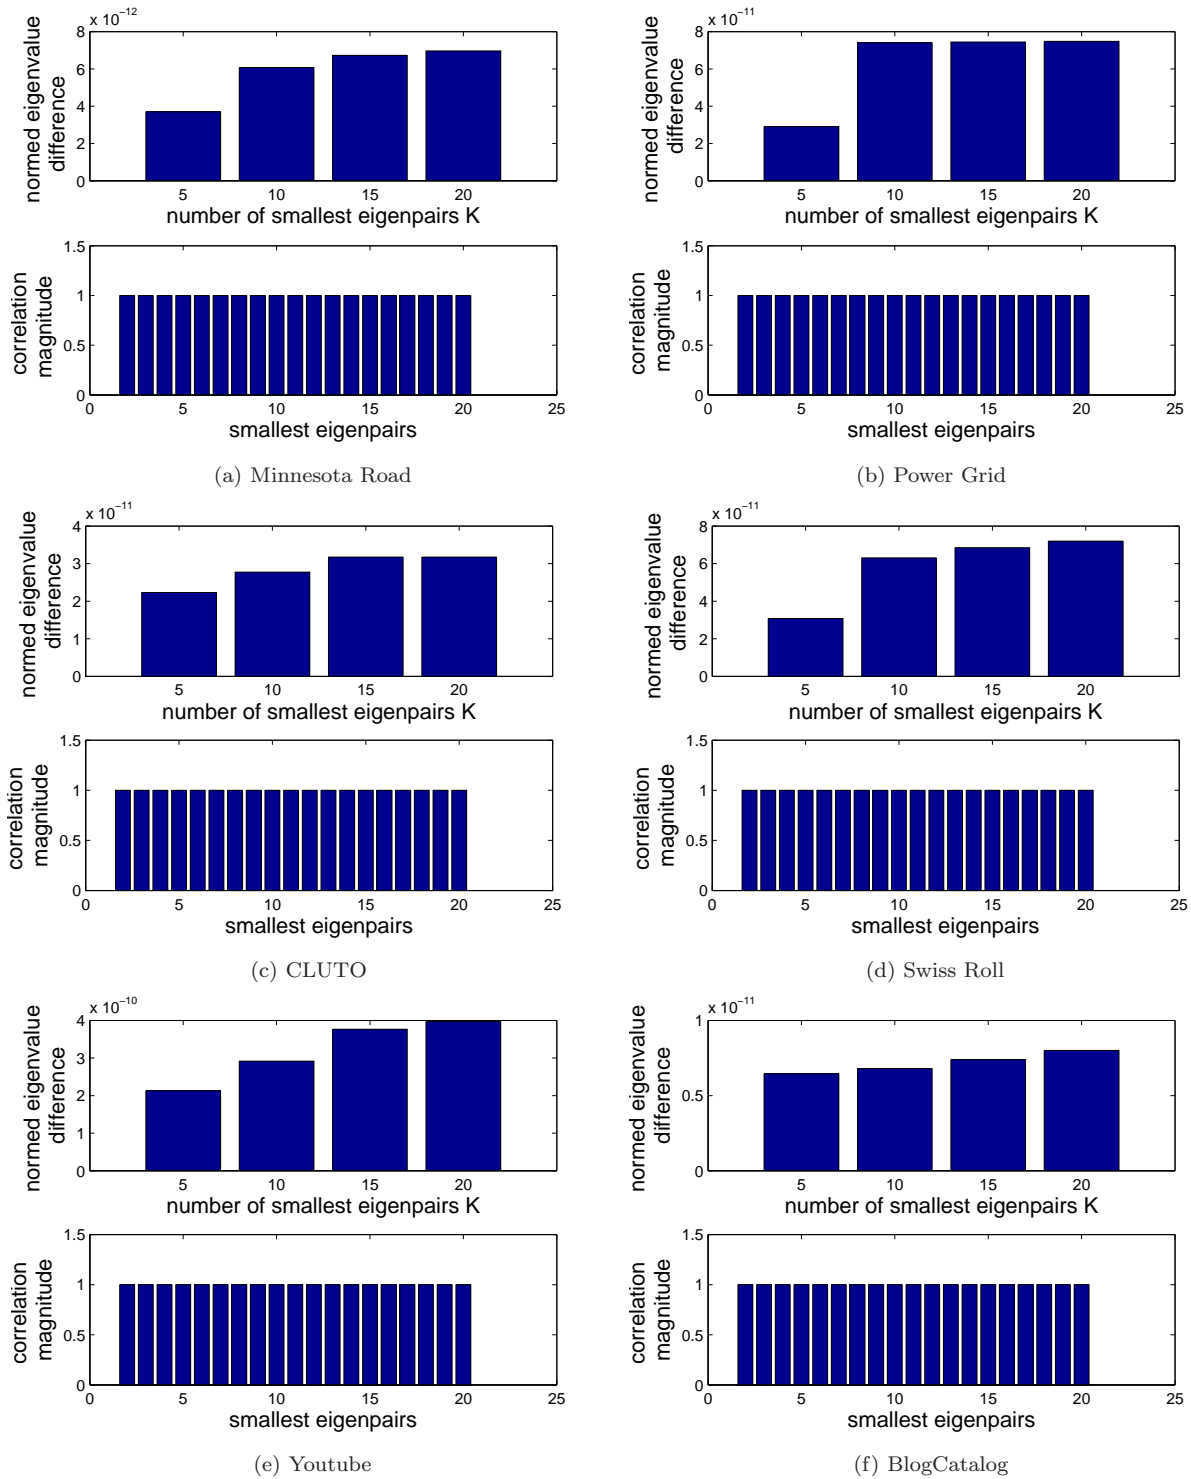 x 10⁻¹²
8
6
4
2
0
normed eigenvalue
difference
5 10 15 20
number of smallest eigenpairs K
1.5
1
0.5
0
correlation
magnitude
0 5 10 15 20 25
smallest eigenpairs
(a) Minnesota Road
x 10⁻¹¹
8
6
4
2
0
normed eigenvalue
difference
5 10 15 20
number of smallest eigenpairs K
1.5
1
0.5
0
correlation
magnitude
0 5 10 15 20 25
smallest eigenpairs
(b) Power Grid
x 10⁻¹¹
4
3
2
1
0
normed eigenvalue
difference
5 10 15 20
number of smallest eigenpairs K
1.5
1
0.5
0
correlation
magnitude
0 5 10 15 20 25
smallest eigenpairs
(c) CLUTO
x 10⁻¹¹
8
6
4
2
0
normed eigenvalue
difference
5 10 15 20
number of smallest eigenpairs K
1.5
1
0.5
0
correlation
magnitude
0 5 10 15 20 25
smallest eigenpairs
(d) Swiss Roll
x 10⁻¹⁰
4
3
2
1
0
normed eigenvalue
difference
5 10 15 20
number of smallest eigenpairs K
1.5
1
0.5
0
correlation
magnitude
0 5 10 15 20 25
smallest eigenpairs
(e) Youtube
x 10⁻¹¹
1
0.5
0
normed eigenvalue
difference
5 10 15 20
number of smallest eigenpairs K
1.5
1
0.5
0
correlation
magnitude
0 5 10 15 20 25
smallest eigenpairs
(f) BlogCatalog